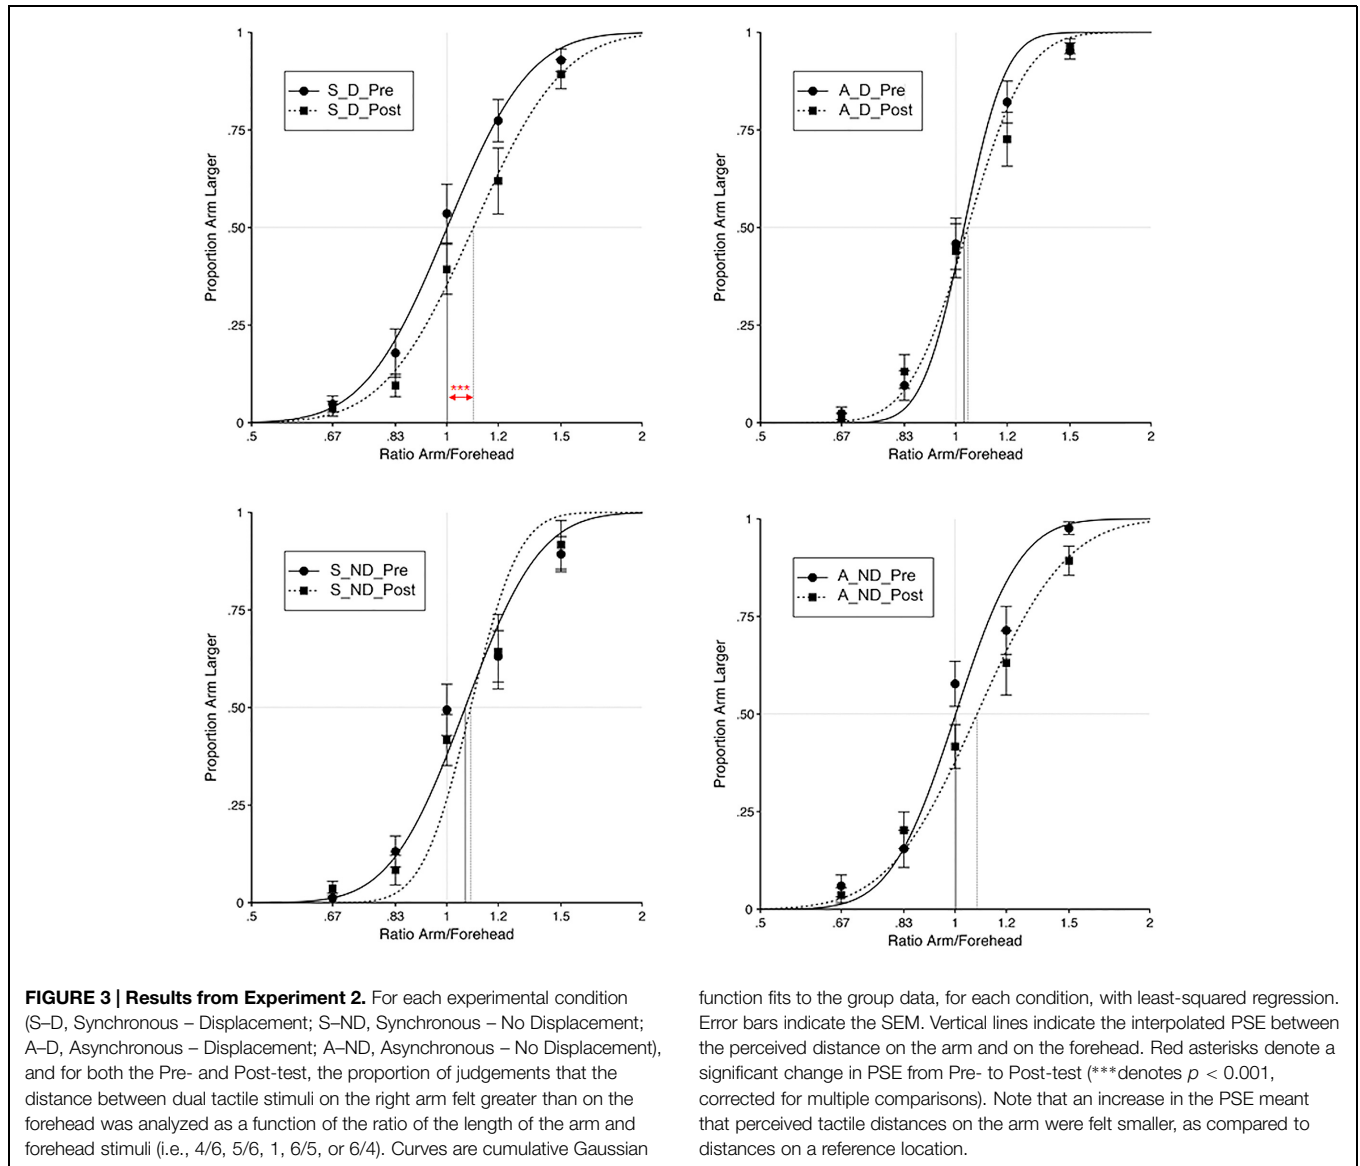 1
.75
.50
.25
0
Proportion Arm Larger
S_D_Pre
S_D_Post
***
.5 .67 .83 1 1.2 1.5 2
Ratio Arm/Forehead
1
.75
.50
.25
0
Proportion Arm Larger
A_D_Pre
A_D_Post
.5 .67 .83 1 1.2 1.5 2
Ratio Arm/Forehead
1
.75
.50
.25
0
Proportion Arm Larger
S_ND_Pre
S_ND_Post
.5 .67 .83 1 1.2 1.5 2
Ratio Arm/Forehead
1
.75
.50
.25
0
Proportion Arm Larger
A_ND_Pre
A_ND_Post
.5 .67 .83 1 1.2 1.5 2
Ratio Arm/Forehead
FIGURE 3 | Results from Experiment 2. For each experimental condition
(S–D, Synchronous – Displacement; S–ND, Synchronous – No Displacement;
A–D, Asynchronous – Displacement; A–ND, Asynchronous – No Displacement),
and for both the Pre- and Post-test, the proportion of judgements that the
distance between dual tactile stimuli on the right arm felt greater than on the
forehead was analyzed as a function of the ratio of the length of the arm and
forehead stimuli (i.e., 4/6, 5/6, 1, 6/5, or 6/4). Curves are cumulative Gaussian
function fits to the group data, for each condition, with least-squared regression.
Error bars indicate the SEM. Vertical lines indicate the interpolated PSE between
the perceived distance on the arm and on the forehead. Red asterisks denote a
significant change in PSE from Pre- to Post-test (***denotes p < 0.001,
corrected for multiple comparisons). Note that an increase in the PSE meant
that perceived tactile distances on the arm were felt smaller, as compared to
distances on a reference location.